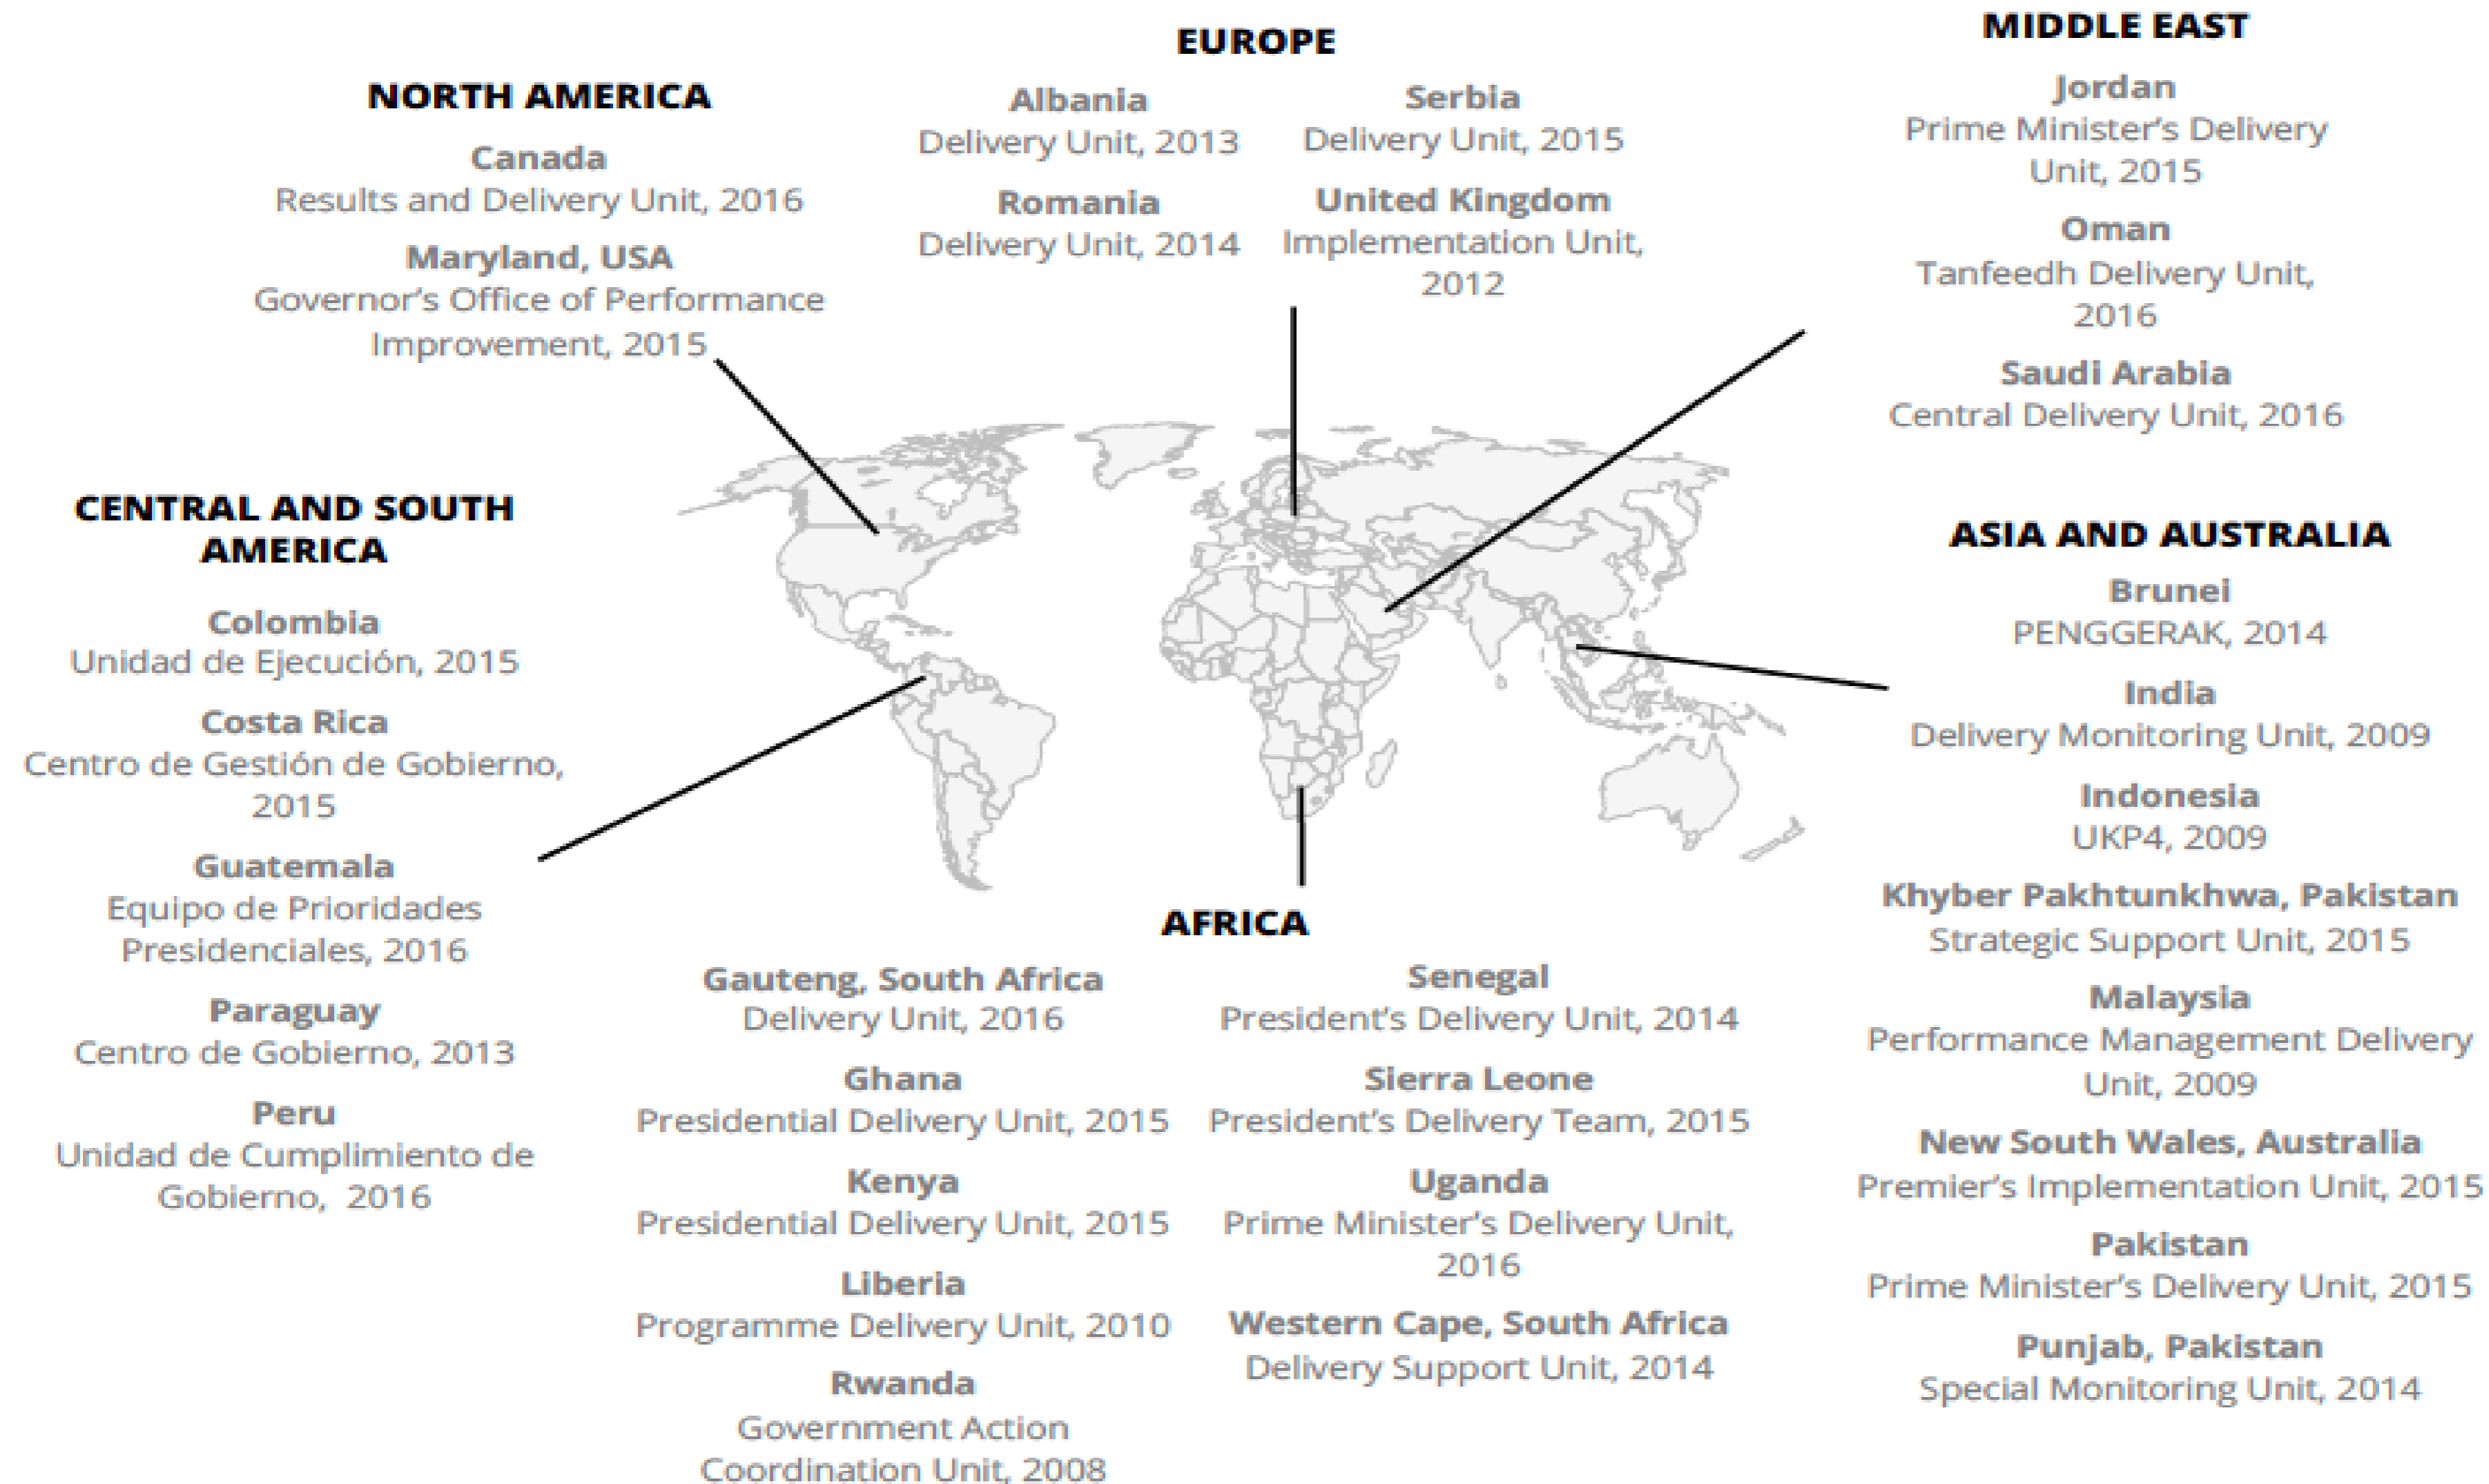 NORTH AMERICA
Canada
Results and Delivery Unit, 2016
Maryland, USA
Governor's Office of Performance
Improvement, 2015
EUROPE
Albania
Delivery Unit, 2013
Romania
Delivery Unit, 2014
Serbia
Delivery Unit, 2015
United Kingdom
Implementation Unit,
2012
MIDDLE EAST
Jordan
Prime Minister's Delivery
Unit, 2015
Oman
Tanfeedh Delivery Unit,
2016
Saudi Arabia
Central Delivery Unit, 2016
CENTRAL AND SOUTH
AMERICA
Colombia
Unidad de Ejecución, 2015
Costa Rica
Centro de Gestión de Gobierno,
2015
Guatemala
Equipo de Prioridades
Presidenciales, 2016
Paraguay
Centro de Gobierno, 2013
Peru
Unidad de Cumplimiento de
Gobierno, 2016
AFRICA
Gauteng, South Africa
Delivery Unit, 2016
Ghana
Presidential Delivery Unit, 2015
Kenya
Presidential Delivery Unit, 2015
Liberia
Programme Delivery Unit, 2010
Rwanda
Government Action
Coordination Unit, 2008
Senegal
President's Delivery Unit, 2014
Sierra Leone
President's Delivery Team, 2015
Uganda
Prime Minister's Delivery Unit,
2016
Western Cape, South Africa
Delivery Support Unit, 2014
ASIA AND AUSTRALIA
Brunei
PENGGERAK, 2014
India
Delivery Monitoring Unit, 2009
Indonesia
UKP4, 2009
Khyber Pakhtunkhwa, Pakistan
Strategic Support Unit, 2015
Malaysia
Performance Management Delivery
Unit, 2009
New South Wales, Australia
Premier's Implementation Unit, 2015
Pakistan
Prime Minister's Delivery Unit, 2015
Punjab, Pakistan
Special Monitoring Unit, 2014